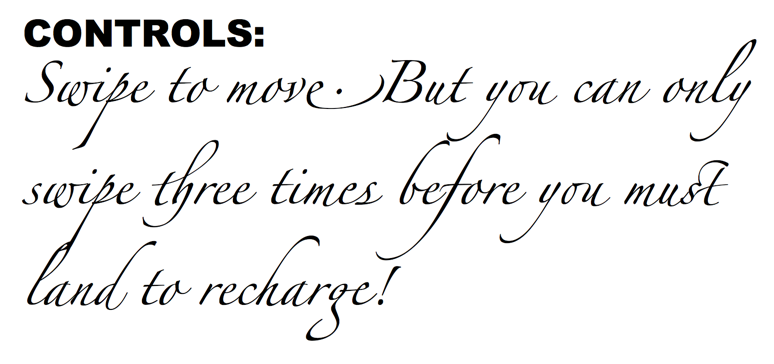 CONTROLS:
Swipe to move. But you can only
swipe three times before you must
land to recharge!